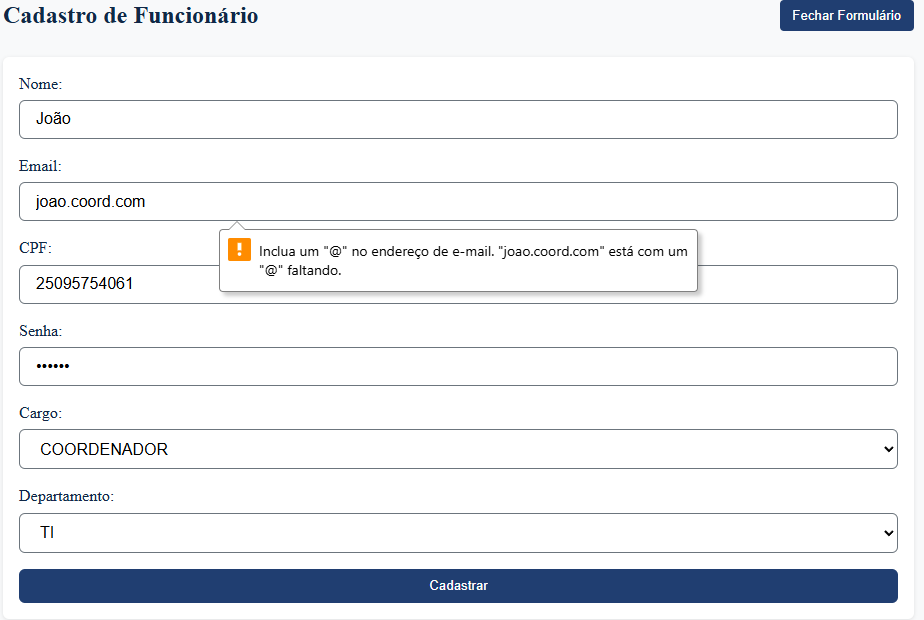 Cadastro de Funcionário
Fechar Formulário
Nome:
João
Email:
joao.coord.com
Inclua um "@" no endereço de e-mail. "joao.coord.com" está com um
"@" faltando.
CPF:
25095754061
Senha:
••••••
Cargo:
COORDENADOR
Departamento:
TI
Cadastrar